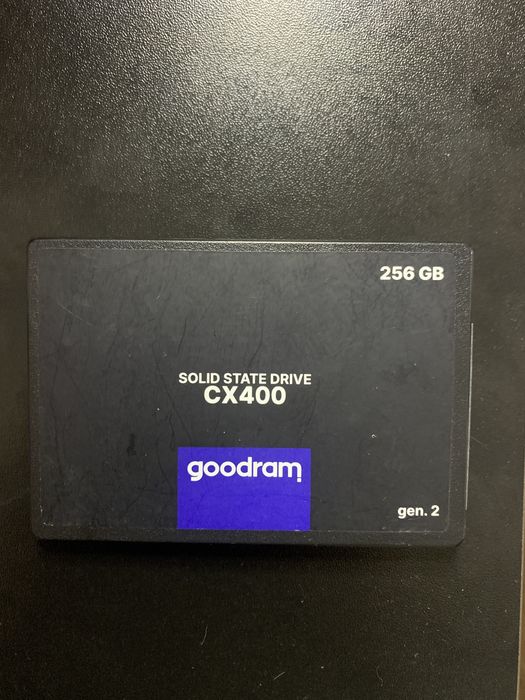 256 GB
SOLID STATE DRIVE
CX400
goodram
gen. 2